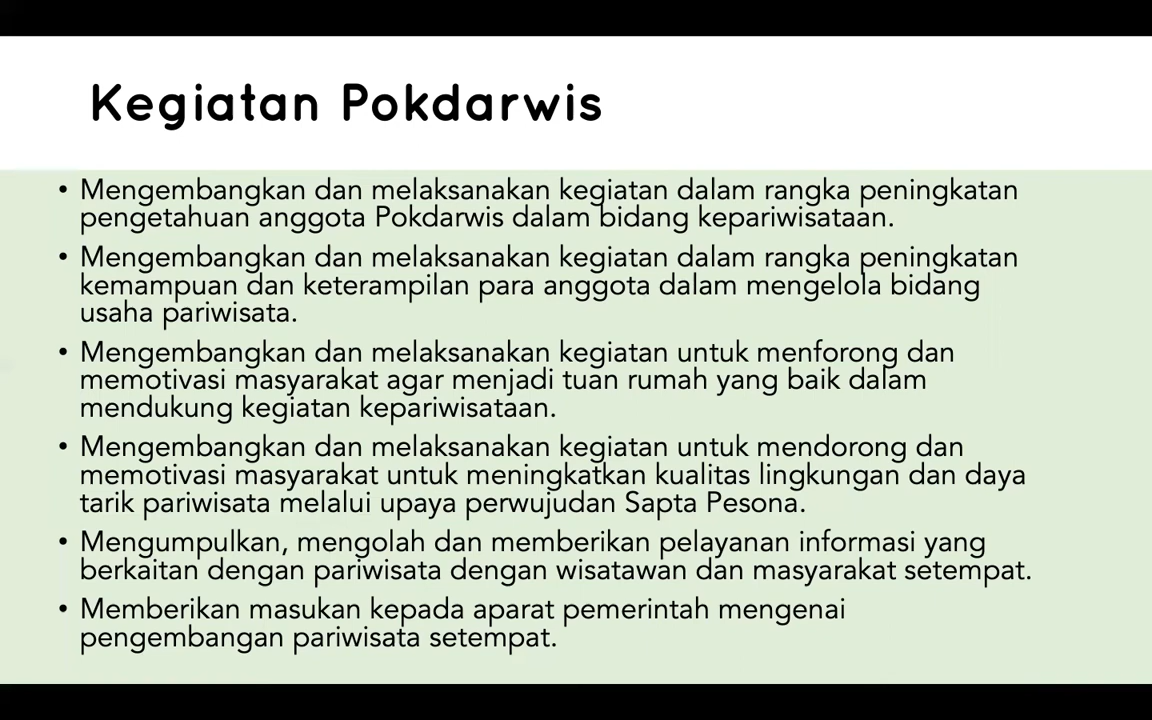 Kegiatan Pokdarwis
• Mengembangkan dan melaksanakan kegiatan dalam rangka peningkatan
pengetahuan anggota Pokdarwis dalam bidang kepariwisataan.
• Mengembangkan dan melaksanakan kegiatan dalam rangka peningkatan
kemampuan dan keterampilan para anggota dalam mengelola bidang
usaha pariwisata.
• Mengembangkan dan melaksanakan kegiatan untuk menforong dan
memotivasi masyarakat agar menjadi tuan rumah yang baik dalam
mendukung kegiatan kepariwisataan.
• Mengembangkan dan melaksanakan kegiatan untuk mendorong dan
memotivasi masyarakat untuk meningkatkan kualitas lingkungan dan daya
tarik pariwisata melalui upaya perwujudan Sapta Pesona.
• Mengumpulkan, mengolah dan memberikan pelayanan informasi yang
berkaitan dengan pariwisata dengan wisatawan dan masyarakat setempat.
• Memberikan masukan kepada aparat pemerintah mengenai
pengembangan pariwisata setempat.